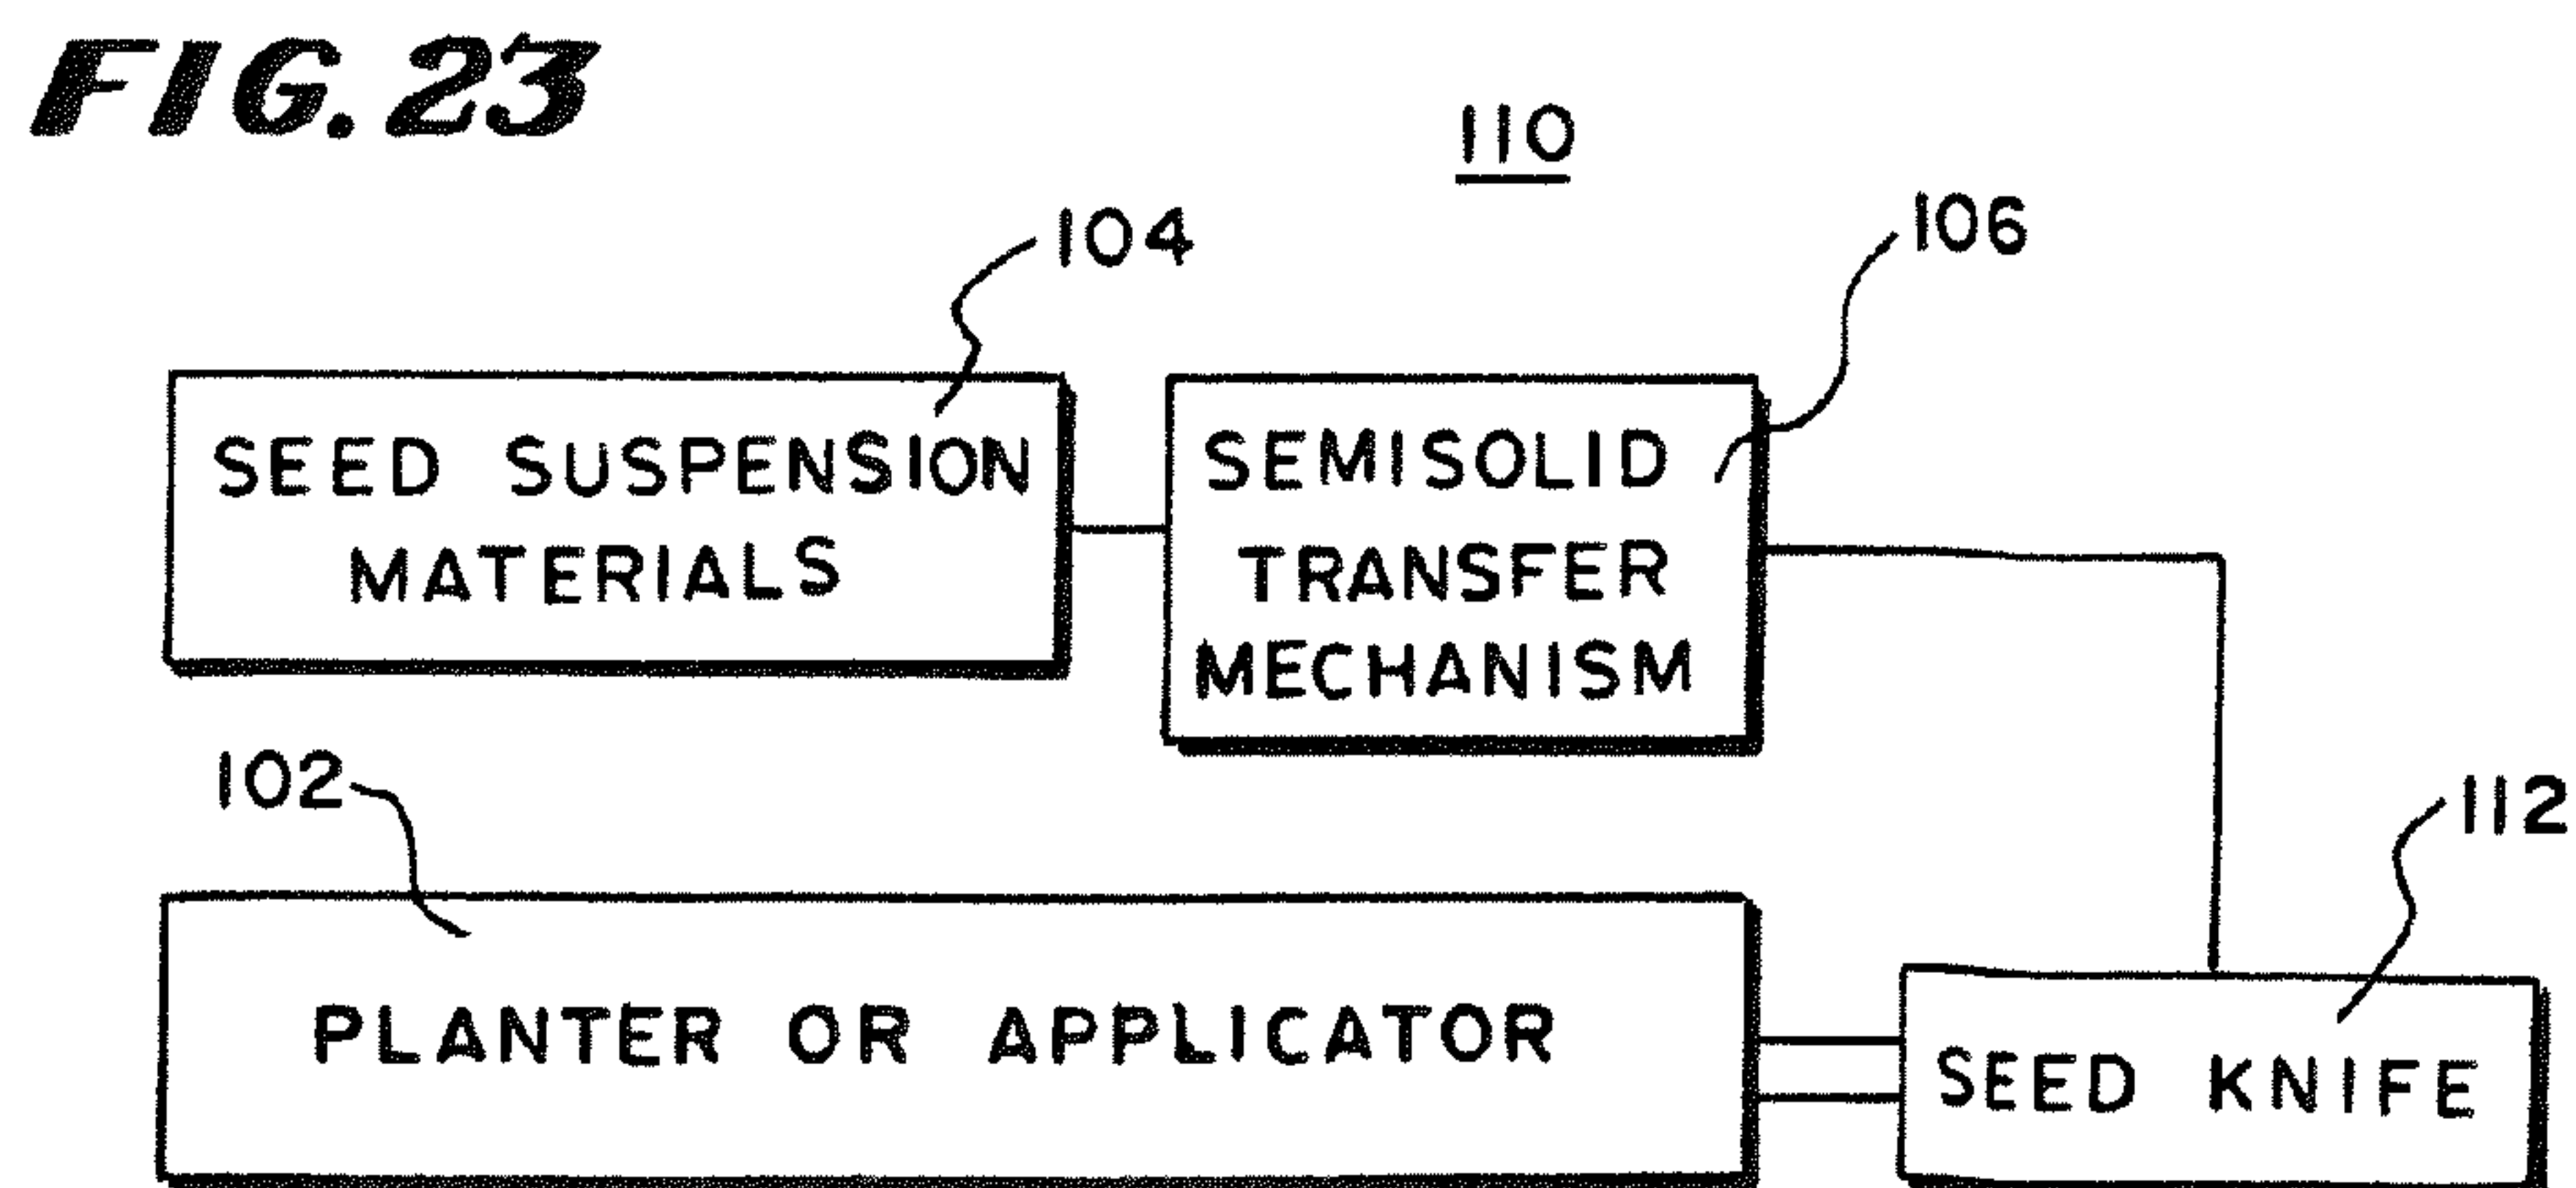 FIG. 23
110
104
106
SEED SUSPENSION
MATERIALS
SEMISOLID
TRANSFER
MECHANISM
102
112
PLANTER OR APPLICATOR
SEED KNIFE